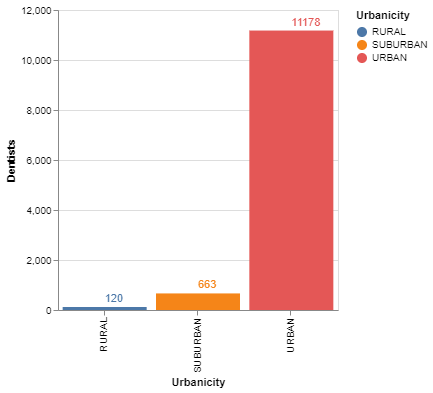 12,000
10,000
8,000
6,000
4,000
2,000
0
Dentists
120
663
11178
RURAL
SUBURBAN
URBAN
Urbanicity
Urbanicity
RURAL
SUBURBAN
URBAN